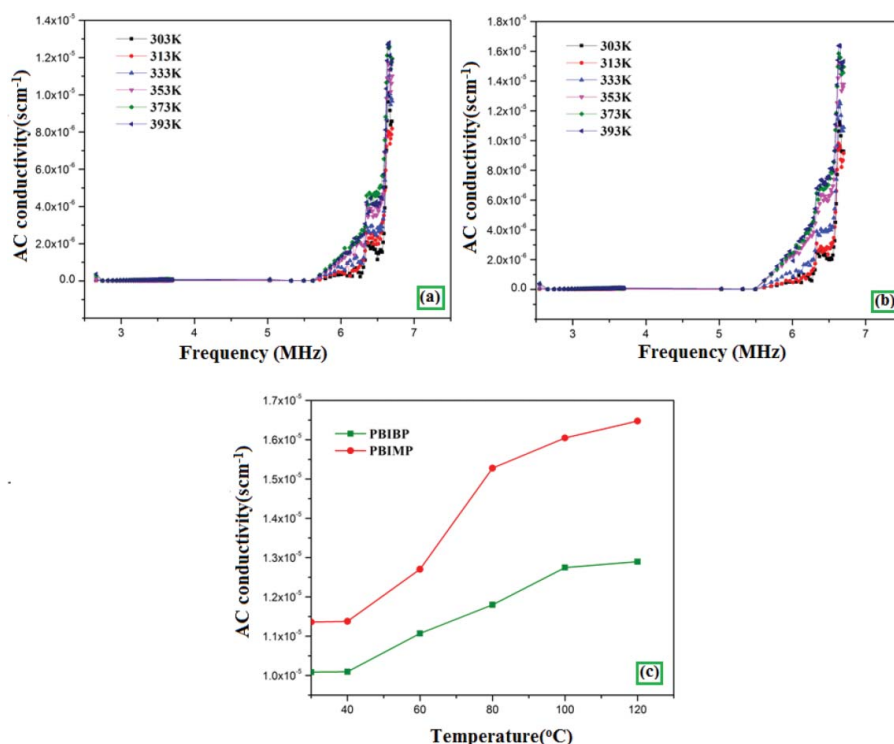 1.4x10⁻⁵
1.2x10⁻⁵
1.0x10⁻⁵
8.0x10⁻⁶
6.0x10⁻⁶
4.0x10⁻⁶
2.0x10⁻⁶
0.0
AC conductivity(scm⁻¹)
303K
313K
333K
353K
373K
393K
(a)
3 4 5 6 7
Frequency (MHz)
1.8x10⁻⁵
1.6x10⁻⁵
1.4x10⁻⁵
1.2x10⁻⁵
1.0x10⁻⁵
8.0x10⁻⁶
6.0x10⁻⁶
4.0x10⁻⁶
2.0x10⁻⁶
0.0
AC conductivity(scm⁻¹)
303K
313K
333K
353K
373K
393K
(b)
3 4 5 6 7
Frequency (MHz)
1.7x10⁻⁵
1.6x10⁻⁵
1.5x10⁻⁵
1.4x10⁻⁵
1.3x10⁻⁵
1.2x10⁻⁵
1.1x10⁻⁵
1.0x10⁻⁵
AC conductivity(scm⁻¹)
PBIBP
PBIMP
(c)
40 60 80 100 120
Temperature(⁰C)